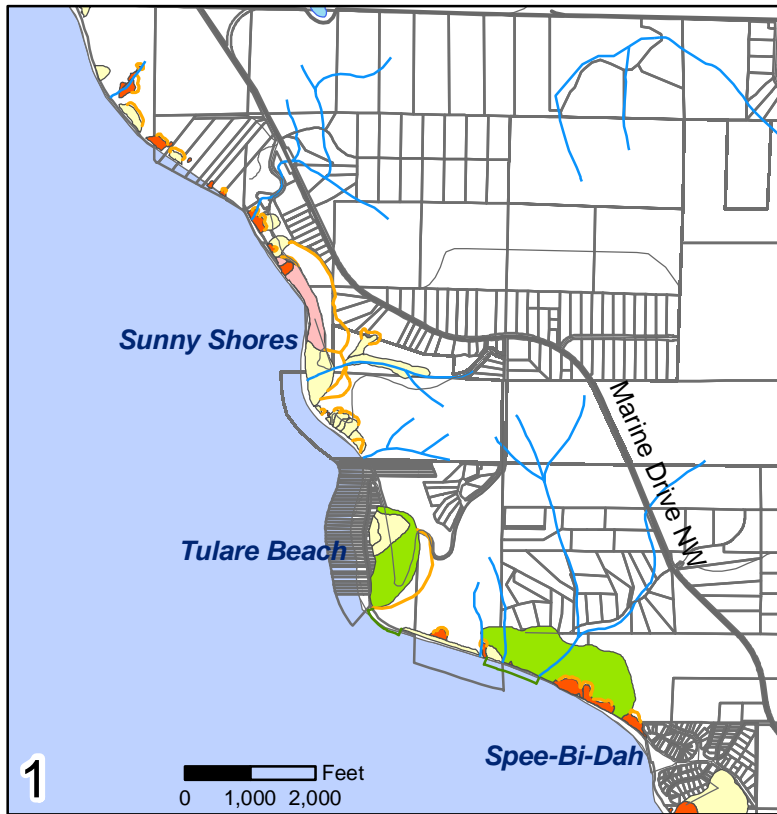 Sunny Shores
Marine Drive NW
Tulare Beach
Spee-Bi-Dah
1
Feet
0 1,000 2,000